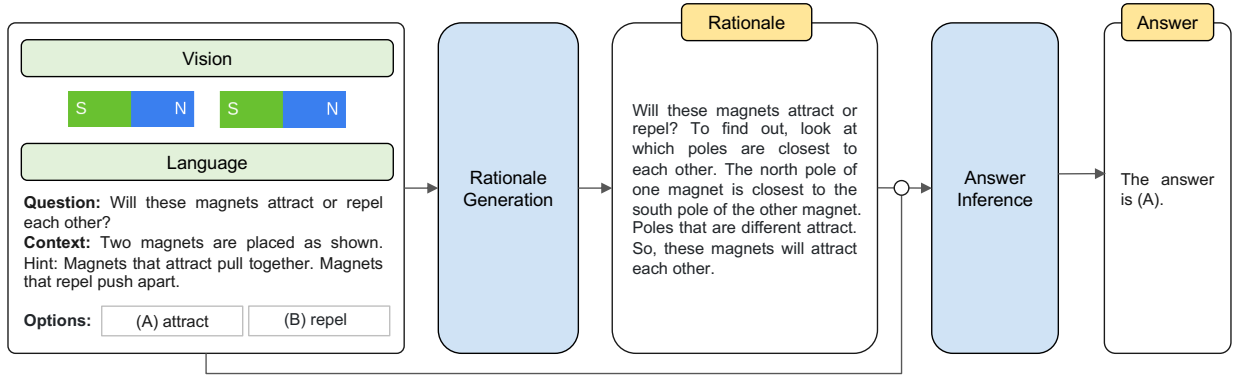 Vision
S N S N
Language
Question: Will these magnets attract or repel
each other?
Context: Two magnets are placed as shown.
Hint: Magnets that attract pull together. Magnets
that repel push apart.
Options: (A) attract (B) repel
Rationale
Generation
Rationale
Will these magnets attract or
repel? To find out, look at
which poles are closest to
each other. The north pole of
one magnet is closest to the
south pole of the other magnet.
Poles that are different attract.
So, these magnets will attract
each other.
Answer
Inference
Answer
The answer
is (A).